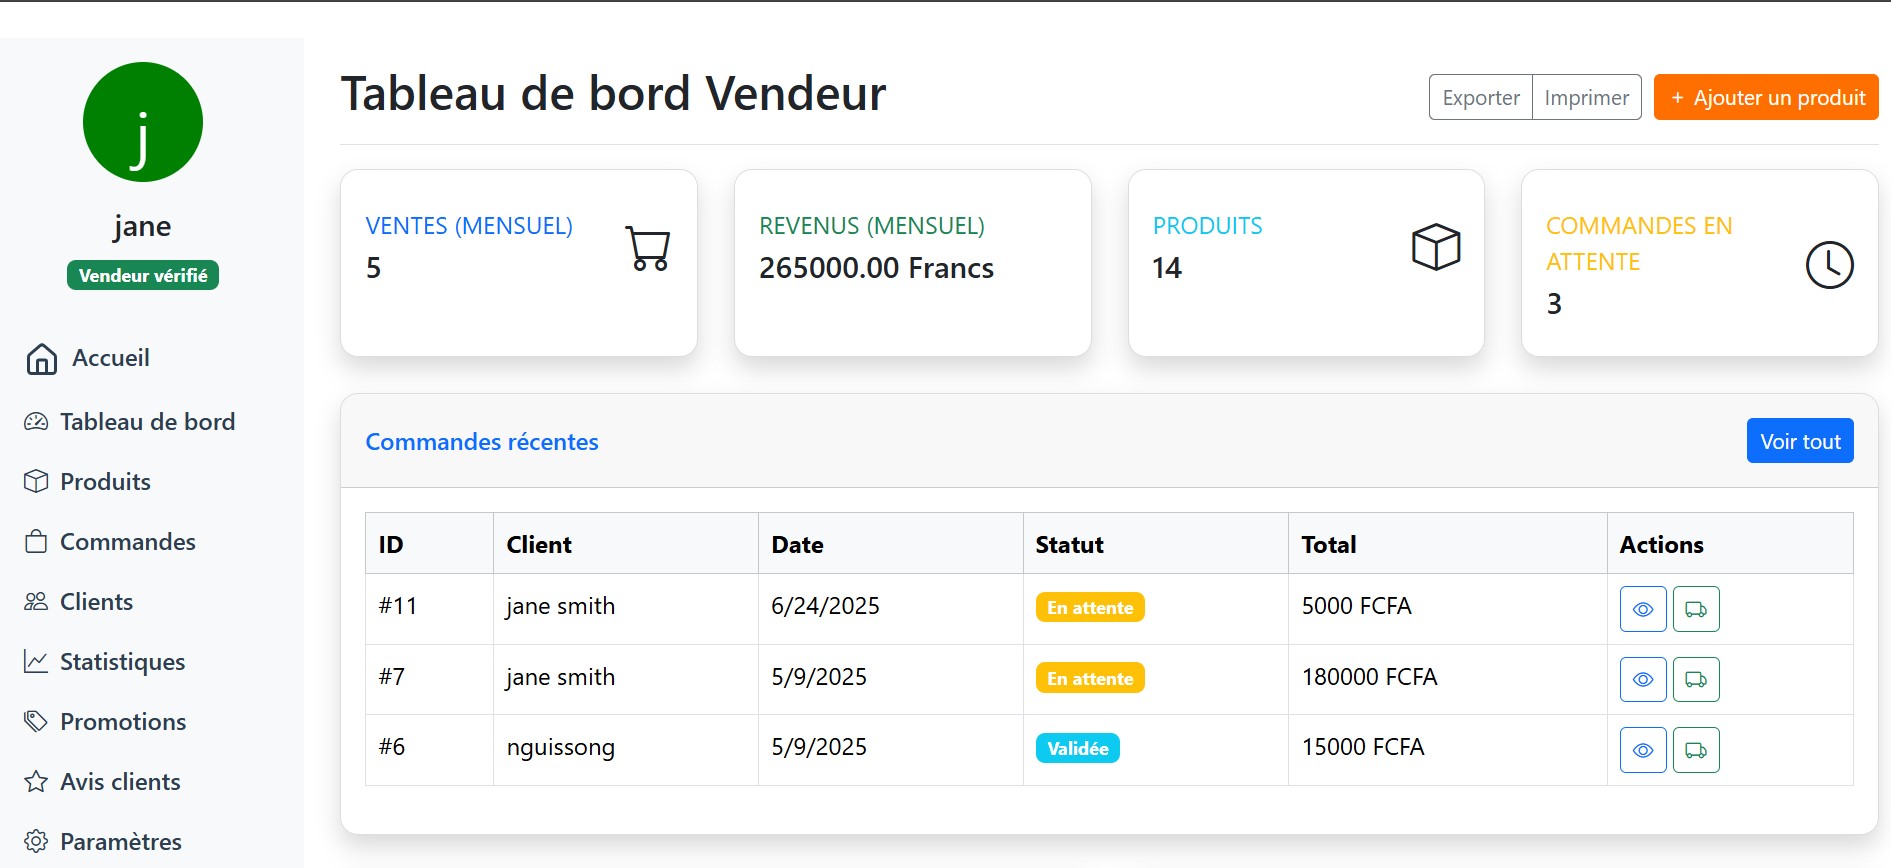 j
jane
Vendeur vérifié
Accueil
Tableau de bord
Produits
Commandes
Clients
Statistiques
Promotions
Avis clients
Paramètres
Tableau de bord Vendeur
Exporter Imprimer + Ajouter un produit
VENTES (MENSUEL)
5
REVENUS (MENSUEL)
265000.00 Francs
PRODUITS
14
COMMANDES EN
ATTENTE
3
Commandes récentes Voir tout
ID Client Date Statut Total Actions
#11 jane smith 6/24/2025 En attente 5000 FCFA
#7 jane smith 5/9/2025 En attente 180000 FCFA
#6 nguissong 5/9/2025 Validée 15000 FCFA